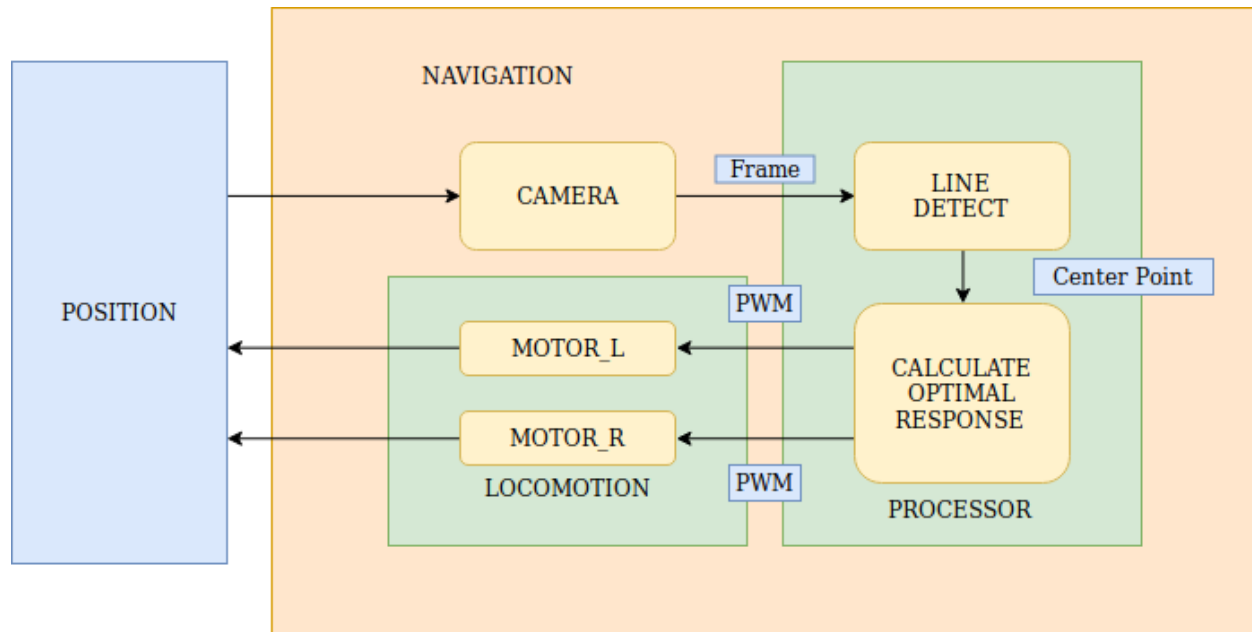 NAVIGATION
POSITION
CAMERA
Frame
LINE
DETECT
Center Point
PWM
MOTOR_L
CALCULATE
OPTIMAL
RESPONSE
MOTOR_R
PWM
LOCOMOTION
PROCESSOR